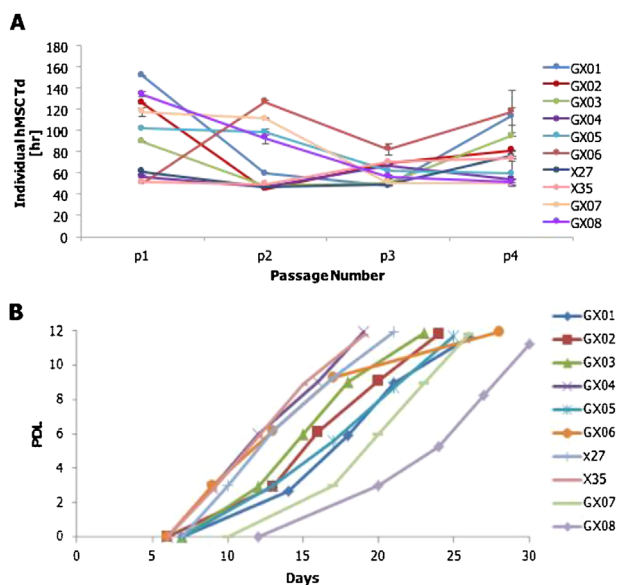 A
Individual hMSC Td
[hr]
180
160
140
120
100
80
60
40
20
0
p1 p2 p3 p4
Passage Number
GX01
GX02
GX03
GX04
GX05
GX06
X27
X35
GX07
GX08
B
PDL
12
10
8
6
4
2
0
0 5 10 15 20 25 30
Days
GX01
GX02
GX03
GX04
GX05
GX06
X27
X35
GX07
GX08